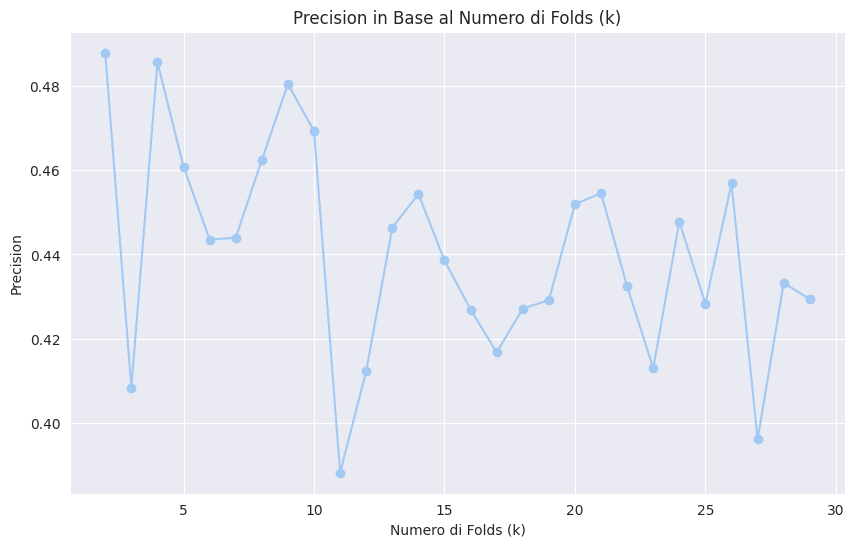 Precision in Base al Numero di Folds (k)
Precision
0.48
0.46
0.44
0.42
0.40
5 10 15 20 25 30
Numero di Folds (k)